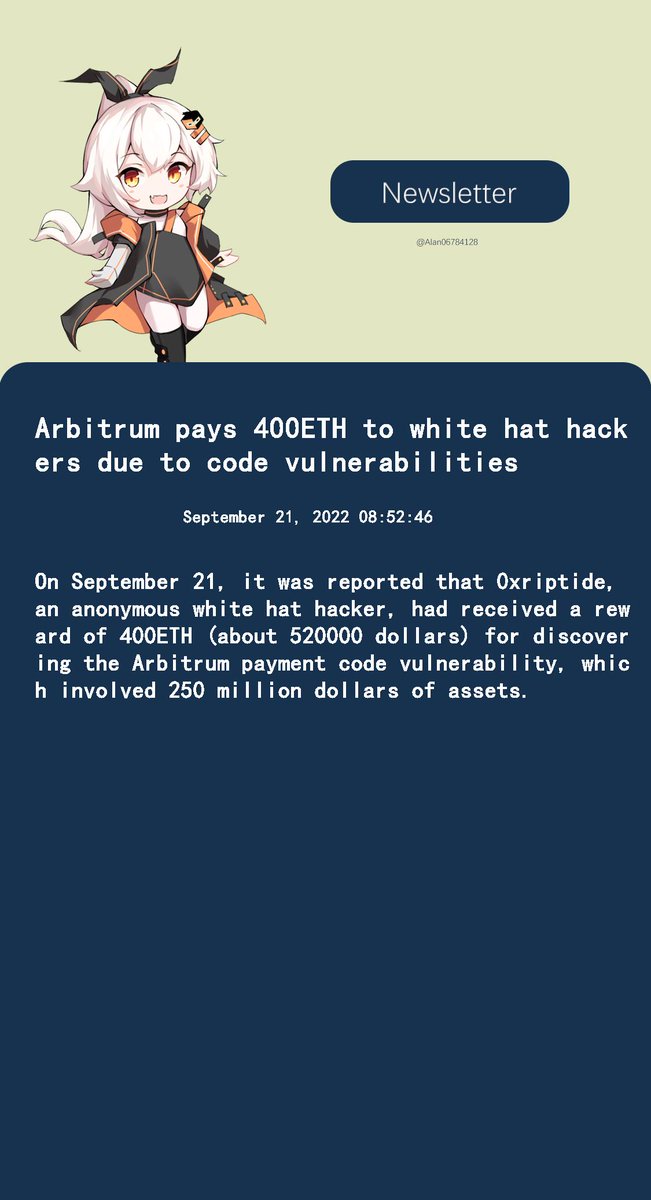 Newsletter
@Alan06784128
Arbitrum pays 400ETH to white hat hack
ers due to code vulnerabilities
September 21, 2022 08:52:46
On September 21, it was reported that 0xriptide,
an anonymous white hat hacker, had received a rew
ard of 400ETH (about 520000 dollars) for discover
ing the Arbitrum payment code vulnerability, whic
h involved 250 million dollars of assets.